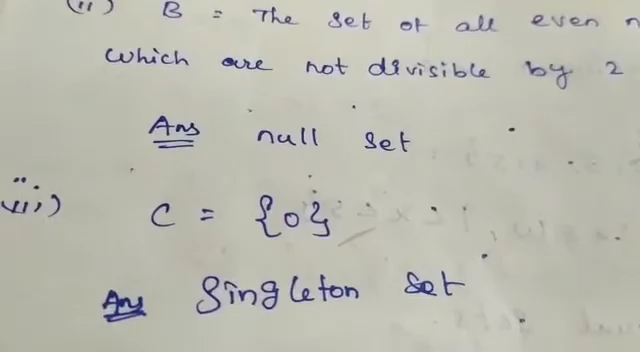 (ii) B = The set of all even
which are not divisible by 2
Ans null set
iii) C = {0}
Ans Singleton set